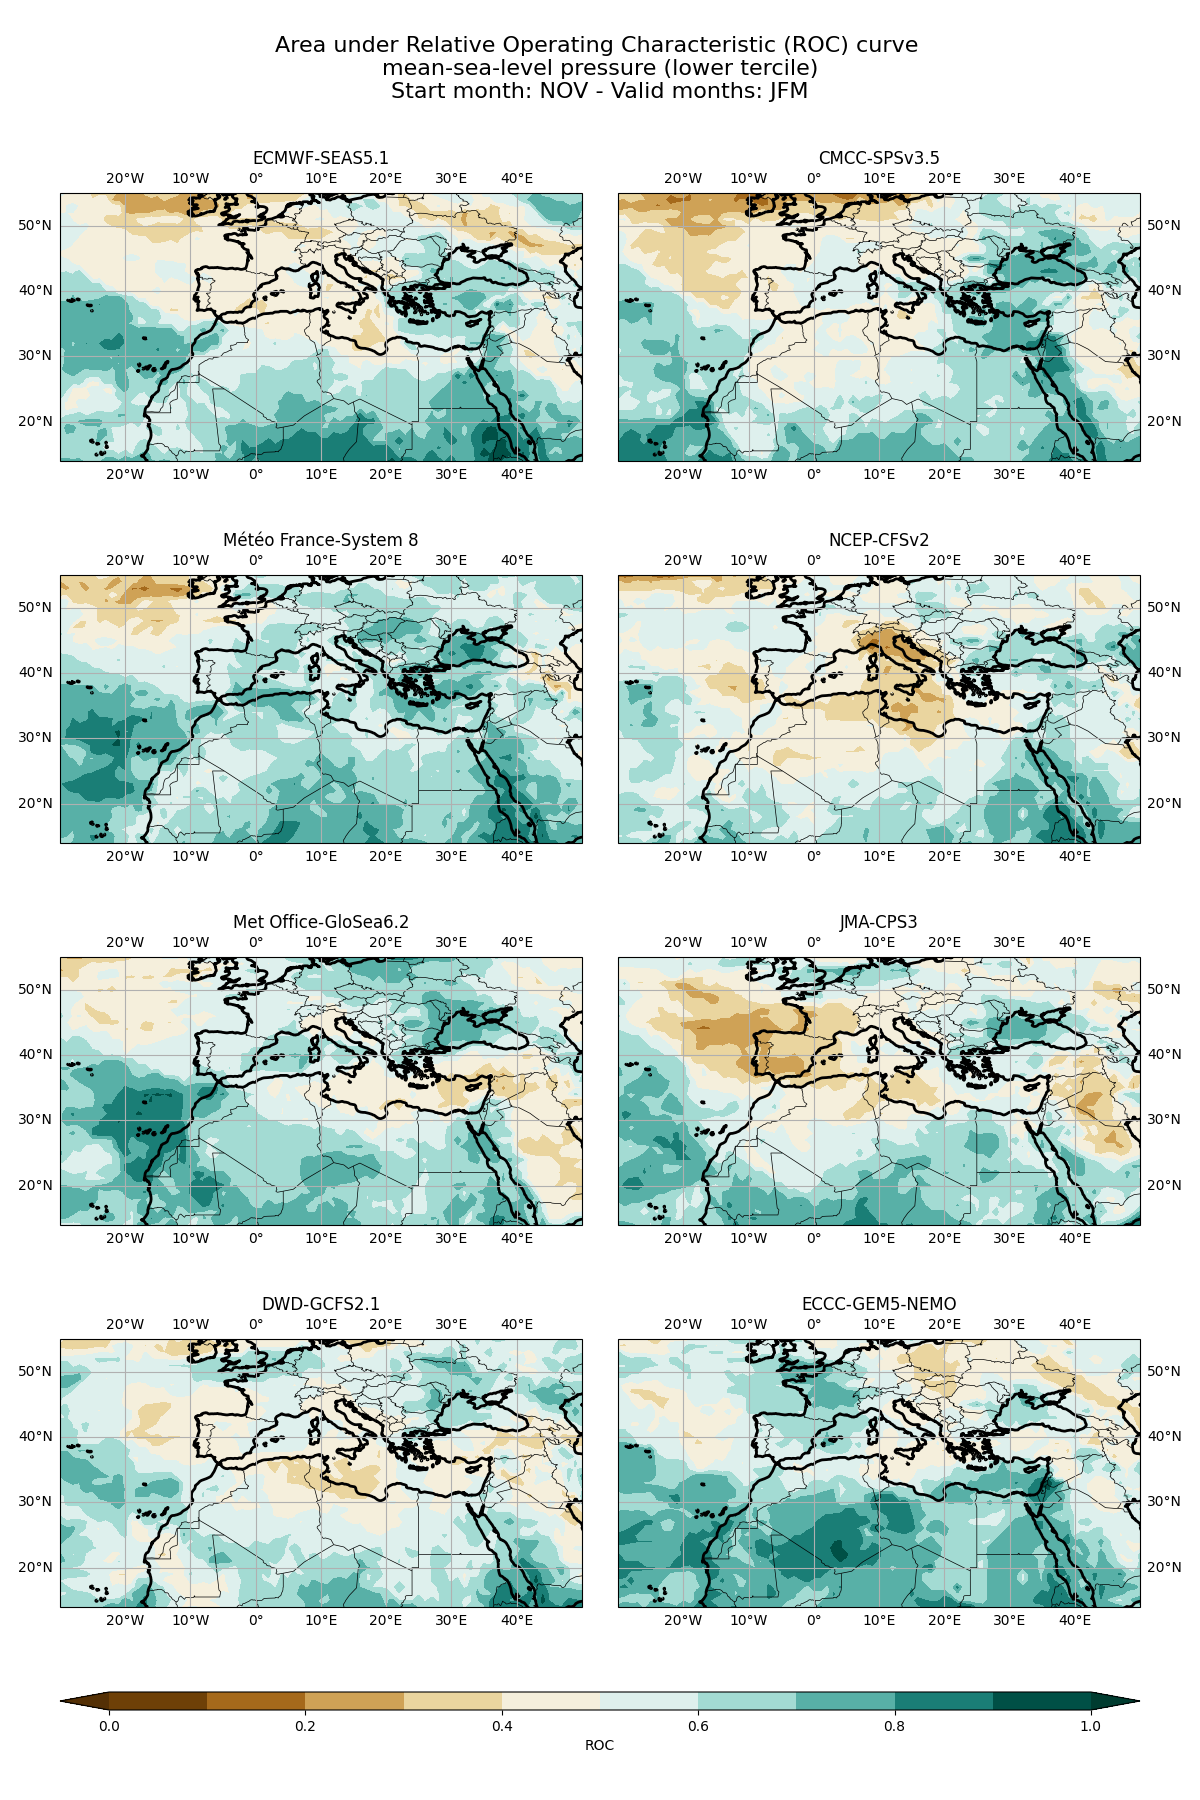 Area under Relative Operating Characteristic (ROC) curve
mean-sea-level pressure (lower tercile)
Start month: NOV - Valid months: JFM
ECMWF-SEAS5.1 CMCC-SPSv3.5
20°W 10°W 0° 10°E 20°E 30°E 40°E 20°W 10°W 0° 10°E 20°E 30°E 40°E
50°N 50°N
40°N 40°N
30°N 30°N
20°N 20°N
20°W 10°W 0° 10°E 20°E 30°E 40°E 20°W 10°W 0° 10°E 20°E 30°E 40°E
Météo France-System 8 NCEP-CFSv2
20°W 10°W 0° 10°E 20°E 30°E 40°E 20°W 10°W 0° 10°E 20°E 30°E 40°E
50°N 50°N
40°N 40°N
30°N 30°N
20°N 20°N
20°W 10°W 0° 10°E 20°E 30°E 40°E 20°W 10°W 0° 10°E 20°E 30°E 40°E
Met Office-GloSea6.2 JMA-CPS3
20°W 10°W 0° 10°E 20°E 30°E 40°E 20°W 10°W 0° 10°E 20°E 30°E 40°E
50°N 50°N
40°N 40°N
30°N 30°N
20°N 20°N
20°W 10°W 0° 10°E 20°E 30°E 40°E 20°W 10°W 0° 10°E 20°E 30°E 40°E
DWD-GCFS2.1 ECCC-GEM5-NEMO
20°W 10°W 0° 10°E 20°E 30°E 40°E 20°W 10°W 0° 10°E 20°E 30°E 40°E
50°N 50°N
40°N 40°N
30°N 30°N
20°N 20°N
20°W 10°W 0° 10°E 20°E 30°E 40°E 20°W 10°W 0° 10°E 20°E 30°E 40°E
0.0 0.2 0.4 0.6 0.8 1.0
ROC